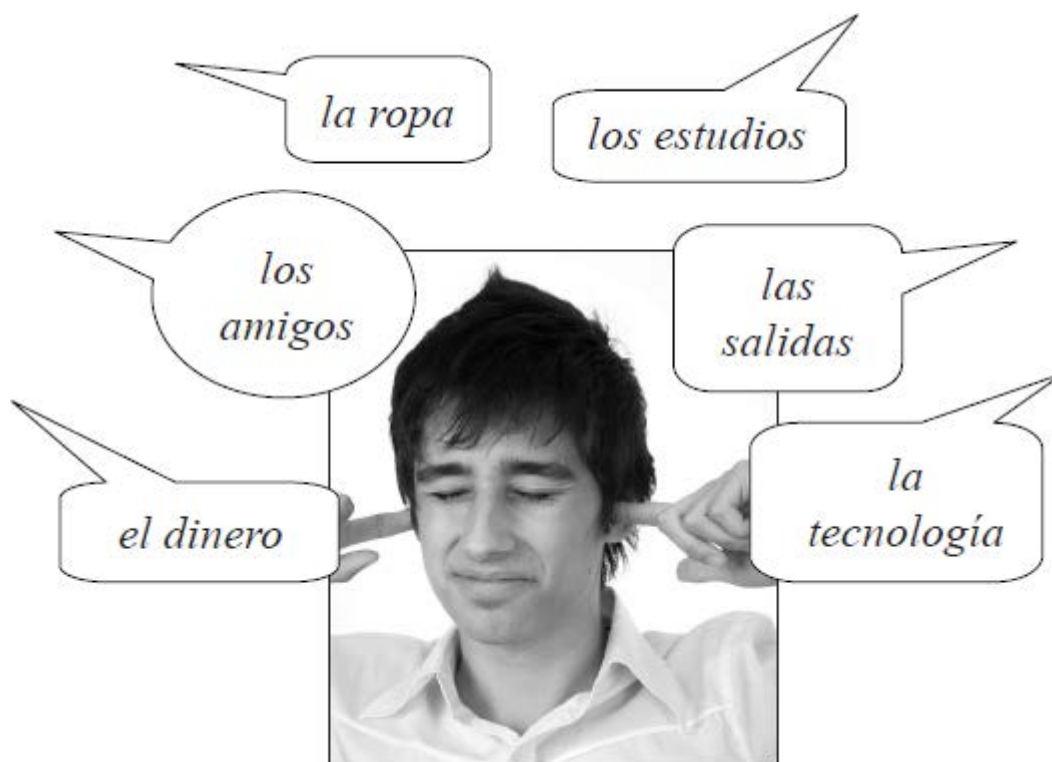 la ropa
los estudios
los
amigos
las
salidas
el dinero
la
tecnología